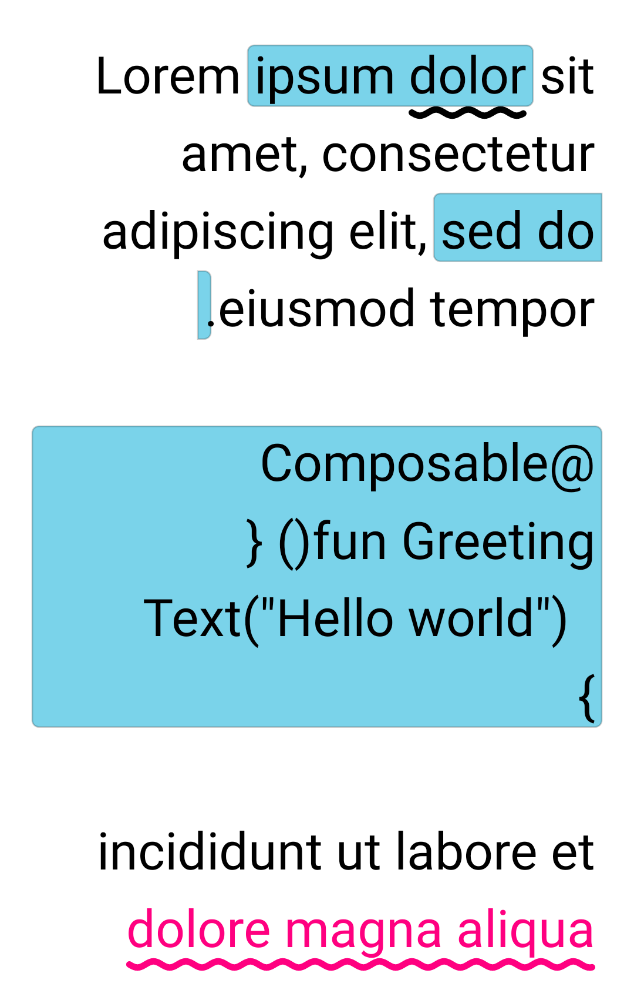 Lorem ipsum dolor sit
amet, consectetur
adipiscing elit, sed do
.eiusmod tempor
Composable@
} ()fun Greeting
Text("Hello world")
{
incididunt ut labore et
dolore magna aliqua